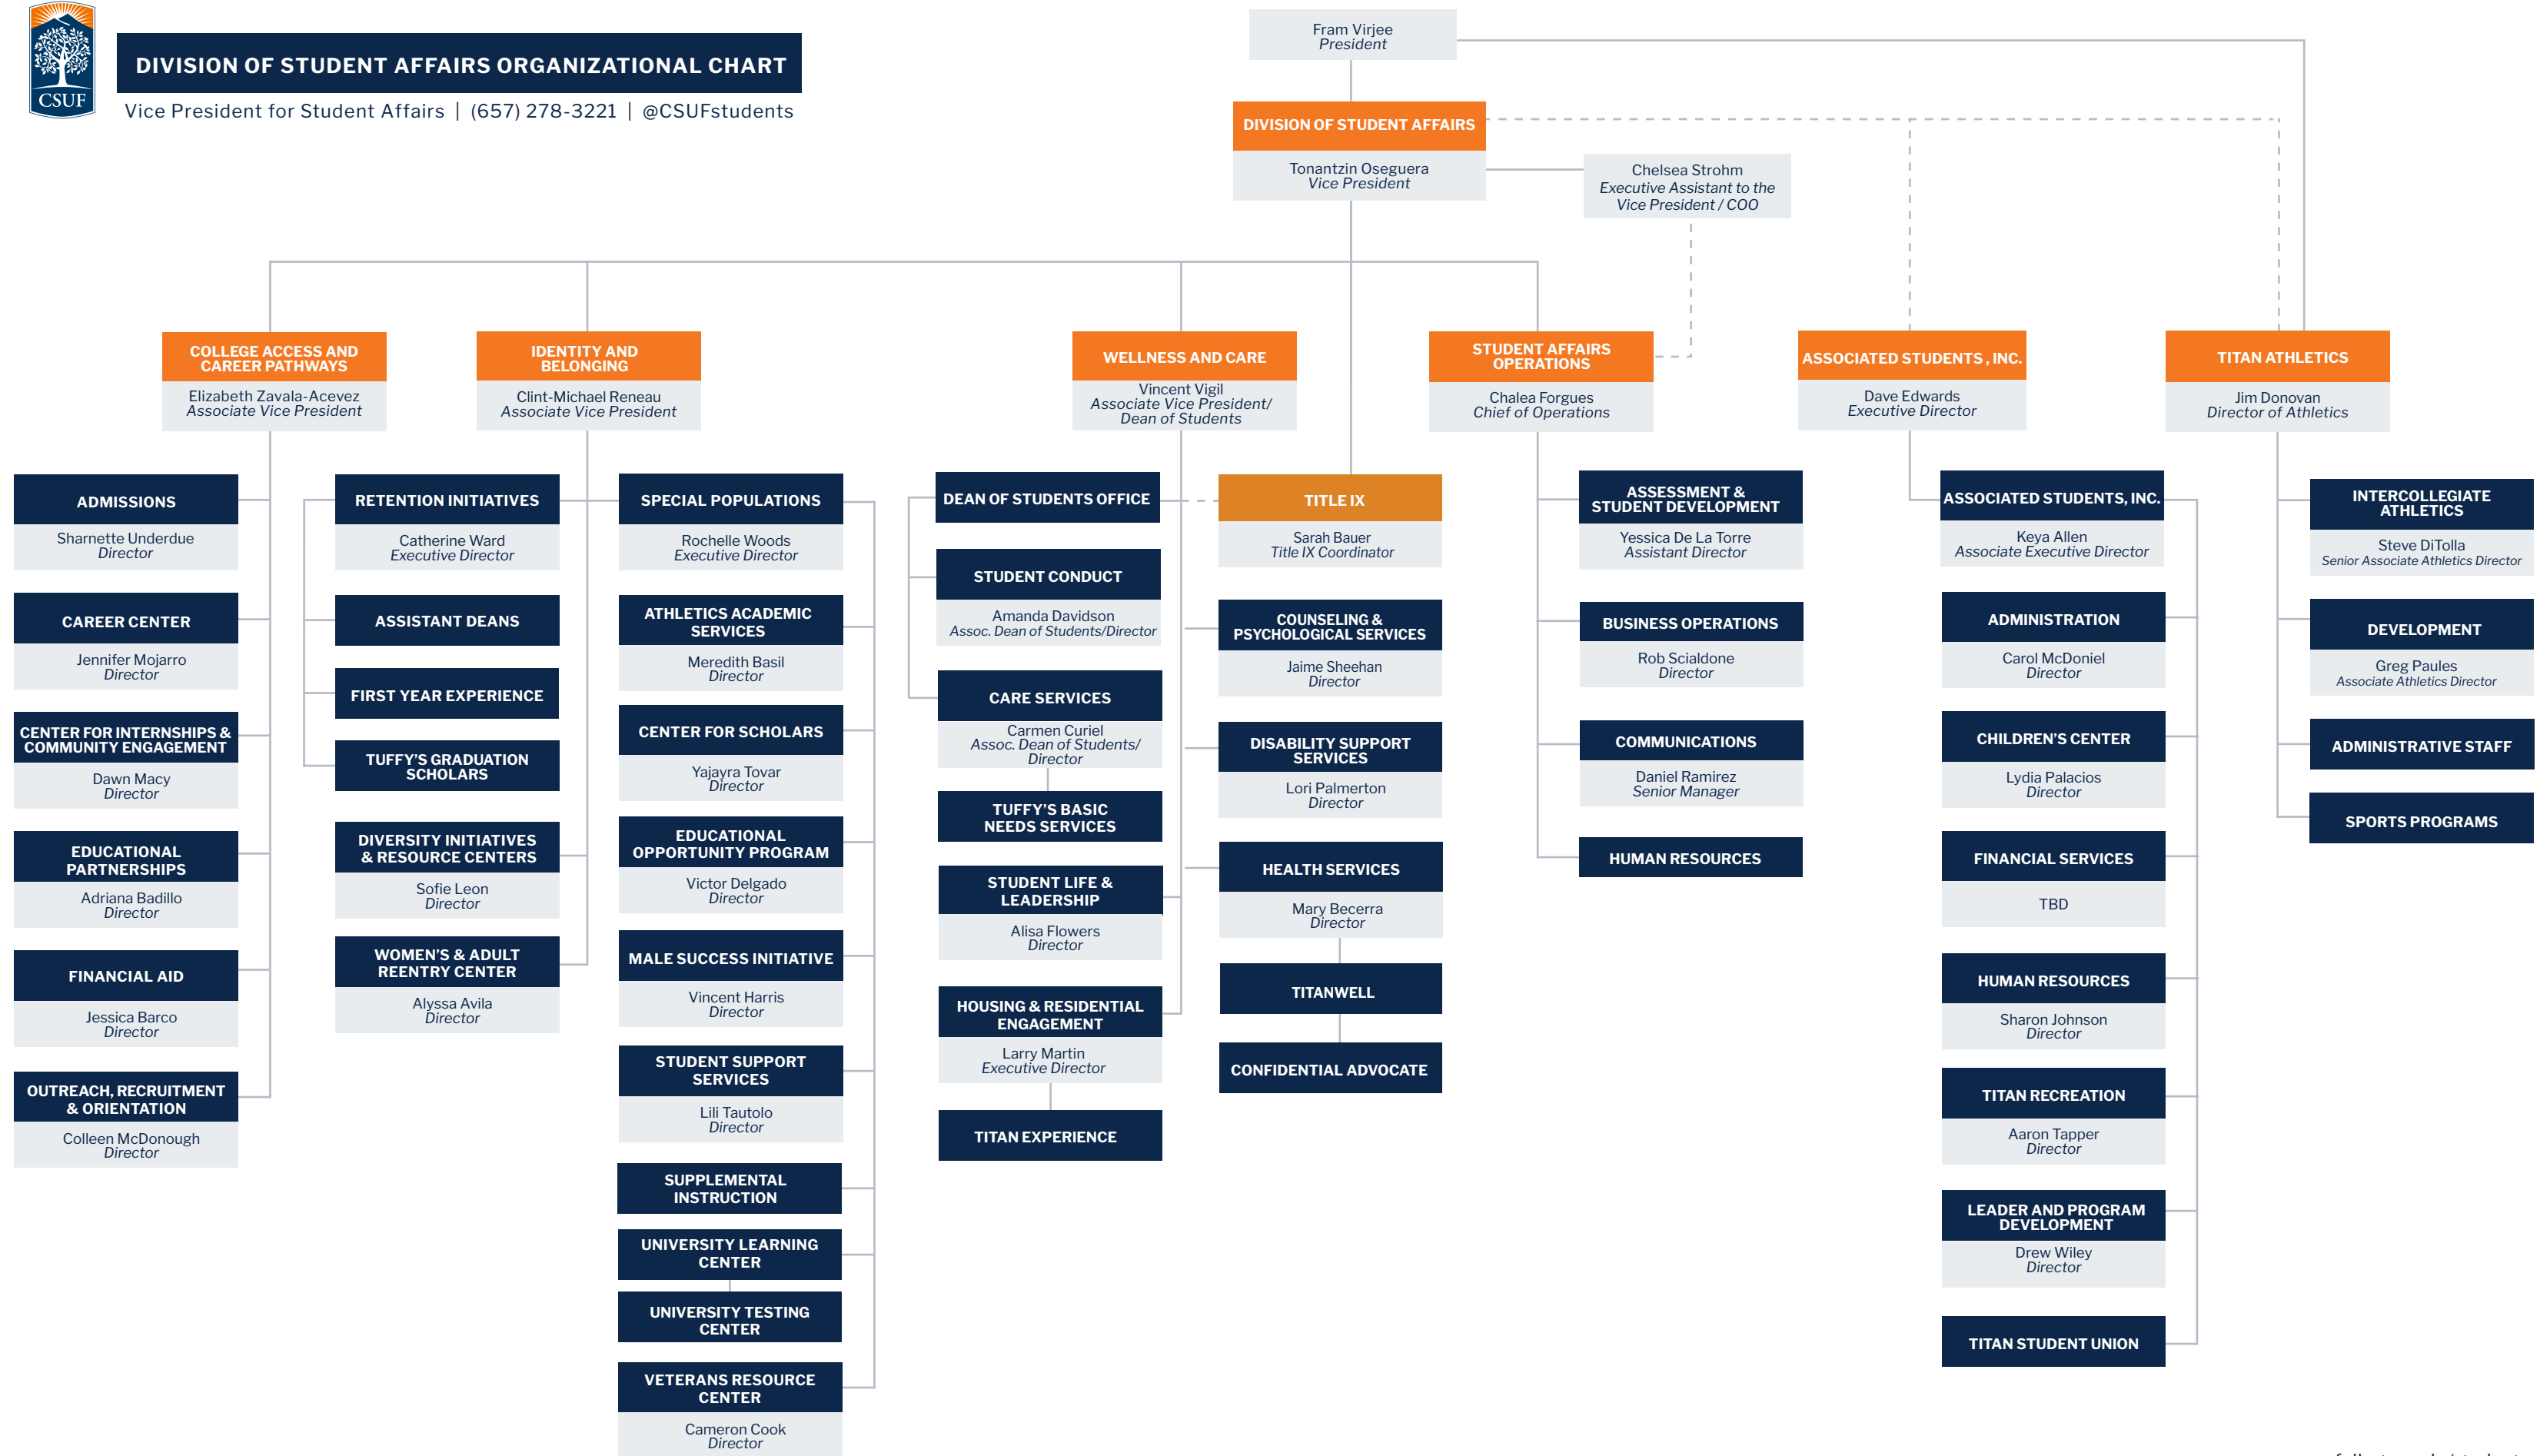 CSUF
DIVISION OF STUDENT AFFAIRS ORGANIZATIONAL CHART
Vice President for Student Affairs | (657) 278-3221 | @CSUFstudents
Fram Virjee
President
DIVISION OF STUDENT AFFAIRS
Tonantzin Oseguera
Vice President
Chelsea Strohm
Executive Assistant to the
Vice President / COO
COLLEGE ACCESS AND
CAREER PATHWAYS
Elizabeth Zavala-Acevez
Associate Vice President
ADMISSIONS
Sharnette Underdue
Director
CAREER CENTER
Jennifer Mojarro
Director
CENTER FOR INTERNSHIPS &
COMMUNITY ENGAGEMENT
Dawn Macy
Director
EDUCATIONAL
PARTNERSHIPS
Adriana Badillo
Director
FINANCIAL AID
Jessica Barco
Director
OUTREACH, RECRUITMENT
& ORIENTATION
Colleen McDonough
Director
IDENTITY AND
BELONGING
Clint-Michael Reneau
Associate Vice President
RETENTION INITIATIVES
Catherine Ward
Executive Director
ASSISTANT DEANS
FIRST YEAR EXPERIENCE
TUFFY'S GRADUATION
SCHOLARS
DIVERSITY INITIATIVES
& RESOURCE CENTERS
Sofie Leon
Director
WOMEN'S & ADULT
REENTRY CENTER
Alyssa Avila
Director
SPECIAL POPULATIONS
Rochelle Woods
Executive Director
ATHLETICS ACADEMIC
SERVICES
Meredith Basil
Director
CENTER FOR SCHOLARS
Yajayra Tovar
Director
EDUCATIONAL
OPPORTUNITY PROGRAM
Victor Delgado
Director
MALE SUCCESS INITIATIVE
Vincent Harris
Director
STUDENT SUPPORT
SERVICES
Lili Tautolo
Director
SUPPLEMENTAL
INSTRUCTION
UNIVERSITY LEARNING
CENTER
UNIVERSITY TESTING
CENTER
VETERANS RESOURCE
CENTER
Cameron Cook
Director
WELLNESS AND CARE
Vincent Vigil
Associate Vice President/
Dean of Students
DEAN OF STUDENTS OFFICE
STUDENT CONDUCT
Amanda Davidson
Assoc. Dean of Students/Director
CARE SERVICES
Carmen Curiel
Assoc. Dean of Students/
Director
TUFFY'S BASIC
NEEDS SERVICES
STUDENT LIFE &
LEADERSHIP
Alisa Flowers
Director
HOUSING & RESIDENTIAL
ENGAGEMENT
Larry Martin
Executive Director
TITAN EXPERIENCE
TITLE IX
Sarah Bauer
Title IX Coordinator
COUNSELING &
PSYCHOLOGICAL SERVICES
Jaime Sheehan
Director
DISABILITY SUPPORT
SERVICES
Lori Palmerton
Director
HEALTH SERVICES
Mary Becerra
Director
TITANWELL
CONFIDENTIAL ADVOCATE
STUDENT AFFAIRS
OPERATIONS
Chalea Forgues
Chief of Operations
ASSESSMENT &
STUDENT DEVELOPMENT
Yessica De La Torre
Assistant Director
BUSINESS OPERATIONS
Rob Scialdone
Director
COMMUNICATIONS
Daniel Ramirez
Senior Manager
HUMAN RESOURCES
ASSOCIATED STUDENTS , INC.
Dave Edwards
Executive Director
ASSOCIATED STUDENTS, INC.
Keya Allen
Associate Executive Director
ADMINISTRATION
Carol McDoniel
Director
CHILDREN'S CENTER
Lydia Palacios
Director
FINANCIAL SERVICES
TBD
HUMAN RESOURCES
Sharon Johnson
Director
TITAN RECREATION
Aaron Tapper
Director
LEADER AND PROGRAM
DEVELOPMENT
Drew Wiley
Director
TITAN STUDENT UNION
TITAN ATHLETICS
Jim Donovan
Director of Athletics
INTERCOLLEGIATE
ATHLETICS
Steve DiTolla
Senior Associate Athletics Director
DEVELOPMENT
Greg Paules
Associate Athletics Director
ADMINISTRATIVE STAFF
SPORTS PROGRAMS